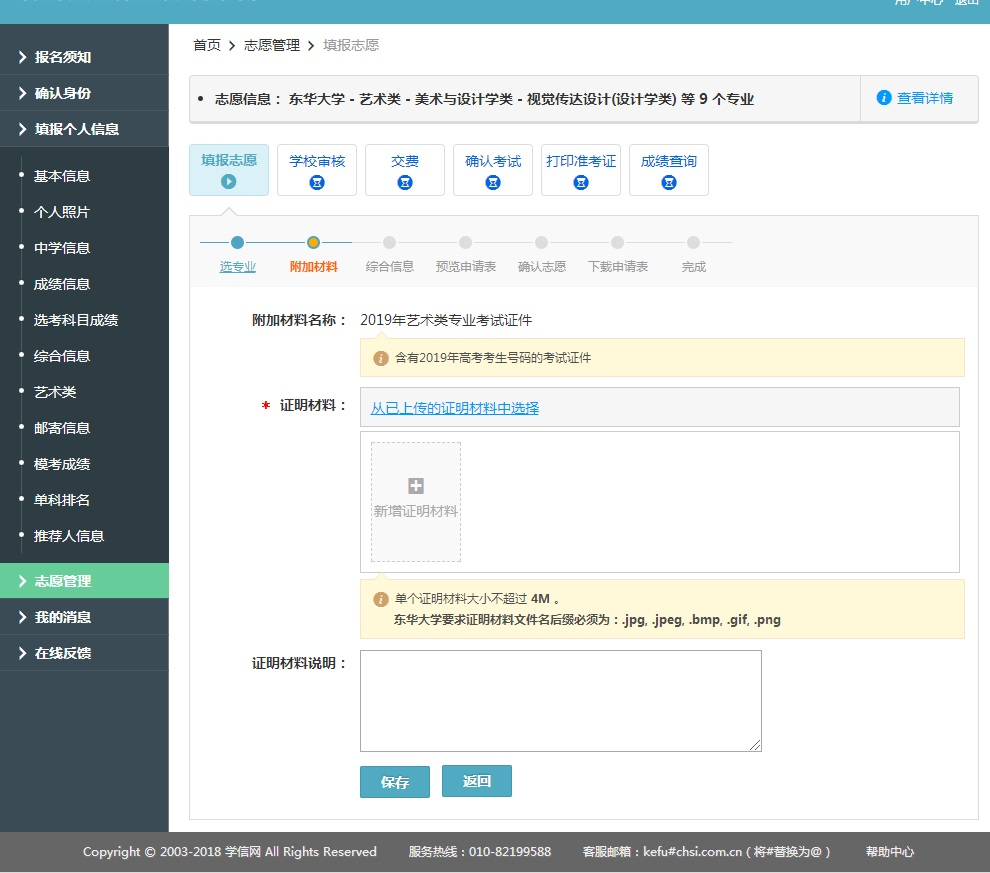 用户中心 退出
报名须知
确认身份
填报个人信息
基本信息
个人照片
中学信息
成绩信息
选考科目成绩
综合信息
艺术类
邮寄信息
模考成绩
单科排名
推荐人信息
志愿管理
我的消息
在线反馈
首页 志愿管理 填报志愿
志愿信息： 东华大学 - 艺术类 - 美术与设计学类 - 视觉传达设计(设计学类) 等 9 个专业
查看详情
填报志愿 学校审核 交费 确认考试 打印准考证 成绩查询
选专业 附加材料 综合信息 预览申请表 确认志愿 下载申请表 完成
附加材料名称： 2019年艺术类专业考试证件
含有2019年高考考生号码的考试证件
* 证明材料： 从已上传的证明材料中选择
新增证明材料
单个证明材料大小不超过 4M 。
东华大学要求证明材料文件名后缀必须为：.jpg, .jpeg, .bmp, .gif, .png
证明材料说明：
保存 返回
Copyright © 2003-2018 学信网 All Rights Reserved 服务热线：010-82199588 客服邮箱：kefu#chsi.com.cn ( 将#替换为@ ) 帮助中心